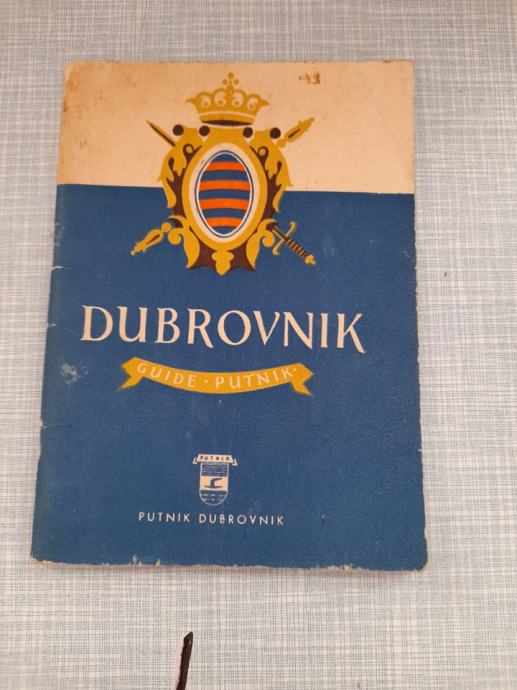 DUBROVNIK
GUIDE · PUTNIK ·
PUTNIK
PUTNIK DUBROVNIK